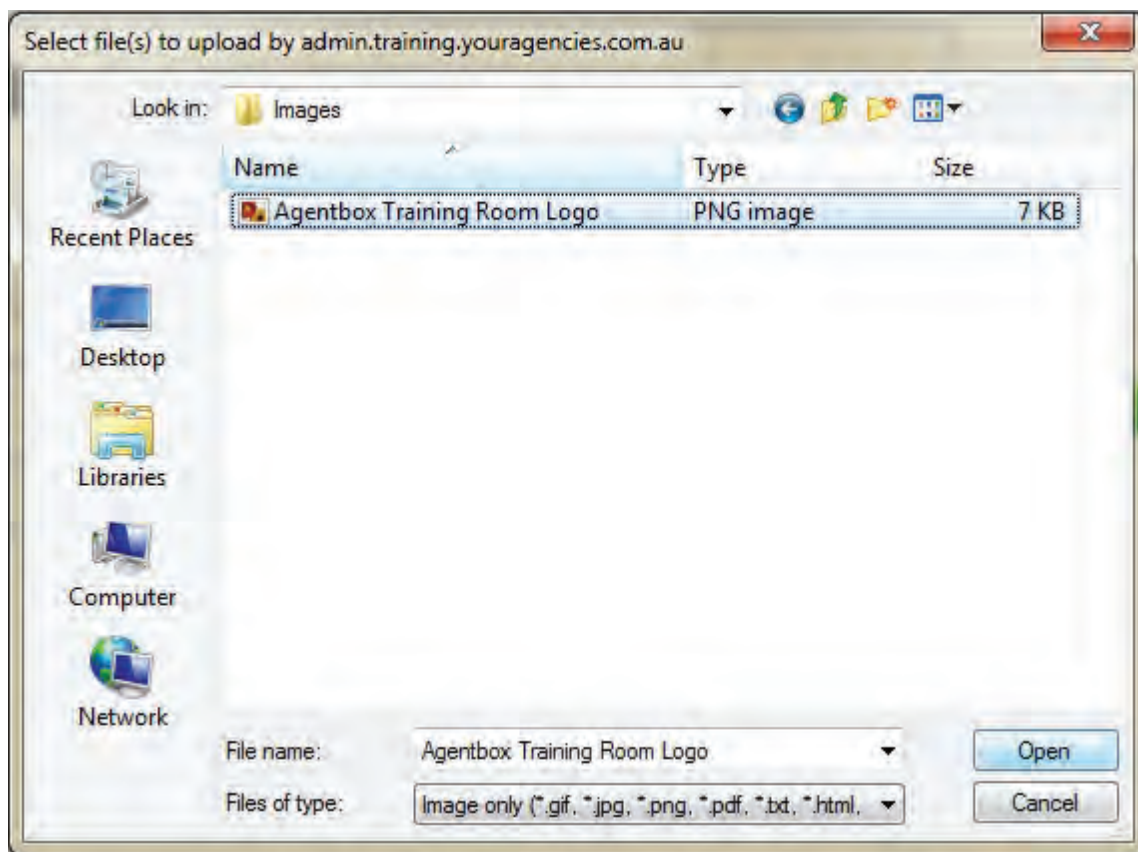 Select file(s) to upload by admin.training.youragencies.com.au
Look in: Images
Name Type Size
Agentbox Training Room Logo PNG image 7 KB
Recent Places
Desktop
Libraries
Computer
Network
File name: Agentbox Training Room Logo Open
Files of type: Image only (*.gif, *.jpg, *.png, *.pdf, *.txt, *.html, Cancel